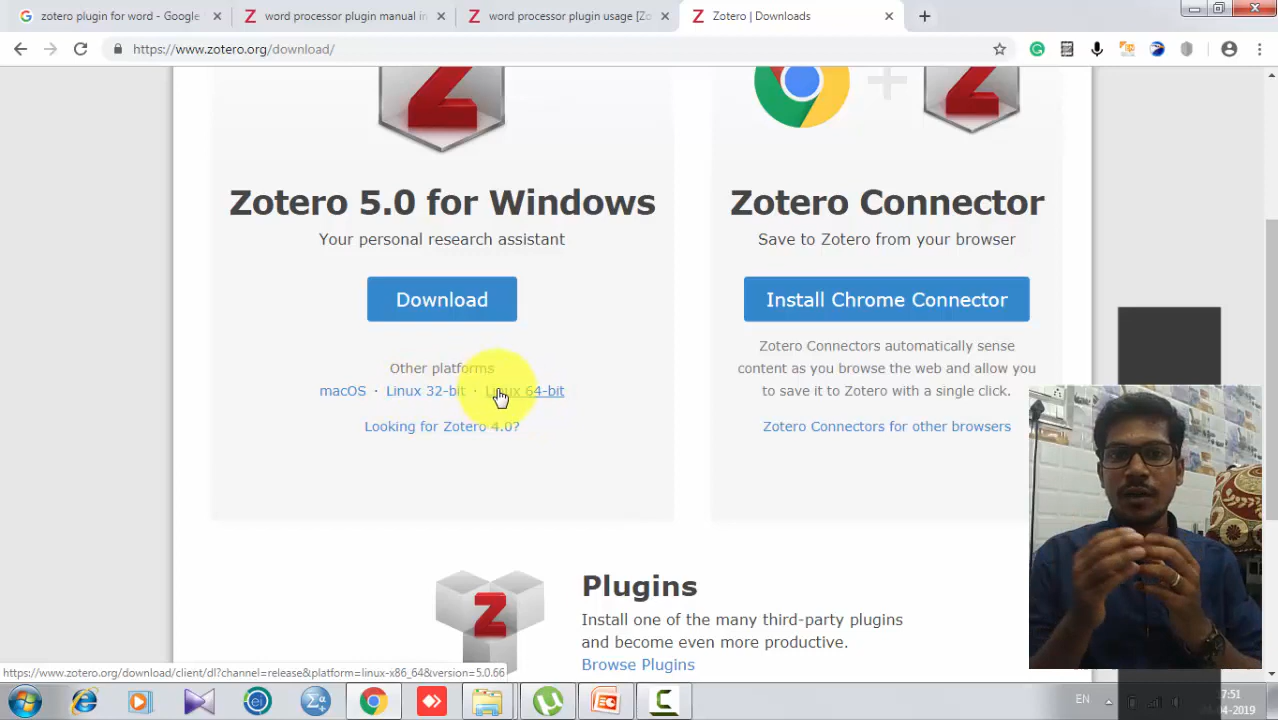 zotero plugin for word - Google
word processor plugin manual in
word processor plugin usage [Zo
Zotero | Downloads
https://www.zotero.org/download/
Zotero 5.0 for Windows
Your personal research assistant
Download
Other platforms
macOS · Linux 32-bit · Linux 64-bit
Looking for Zotero 4.0?
Zotero Connector
Save to Zotero from your browser
Install Chrome Connector
Zotero Connectors automatically sense
content as you browse the web and allow you
to save it to Zotero with a single click.
Zotero Connectors for other browsers
Plugins
Install one of the many third-party plugins
and become even more productive.
Browse Plugins
https://www.zotero.org/download/client/dl?channel=release&platform=linux-x86_64&version=5.0.66
EN
17:51
-04-2019